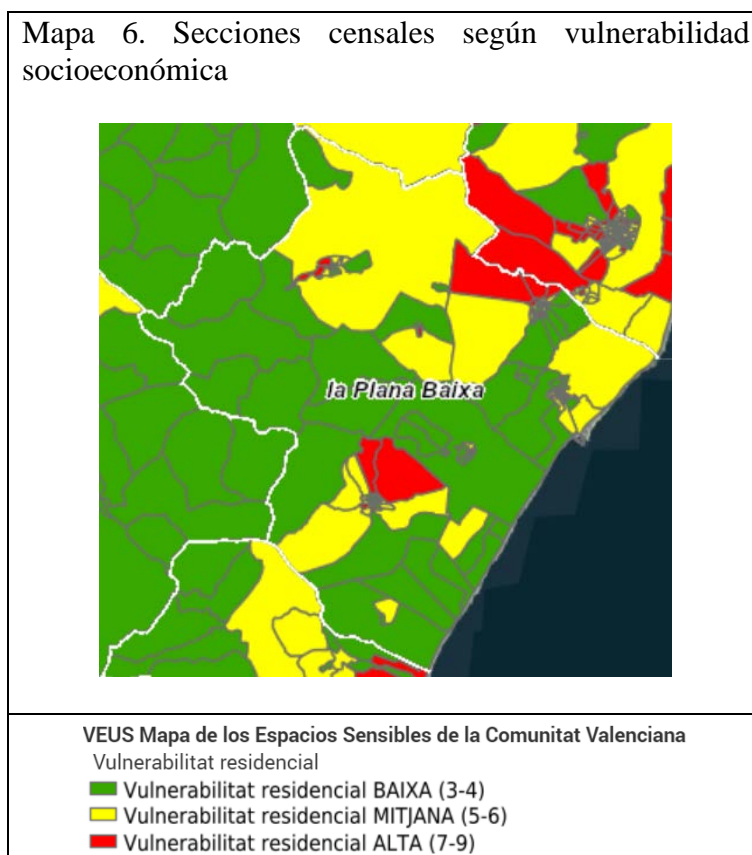 Mapa 6. Secciones censales según vulnerabilidad
socioeconómica
la Plana Baixa
VEUS Mapa de los Espacios Sensibles de la Comunitat Valenciana
Vulnerabilitat residencial
Vulnerabilitat residencial BAIXA (3-4)
Vulnerabilitat residencial MITJANA (5-6)
Vulnerabilitat residencial ALTA (7-9)